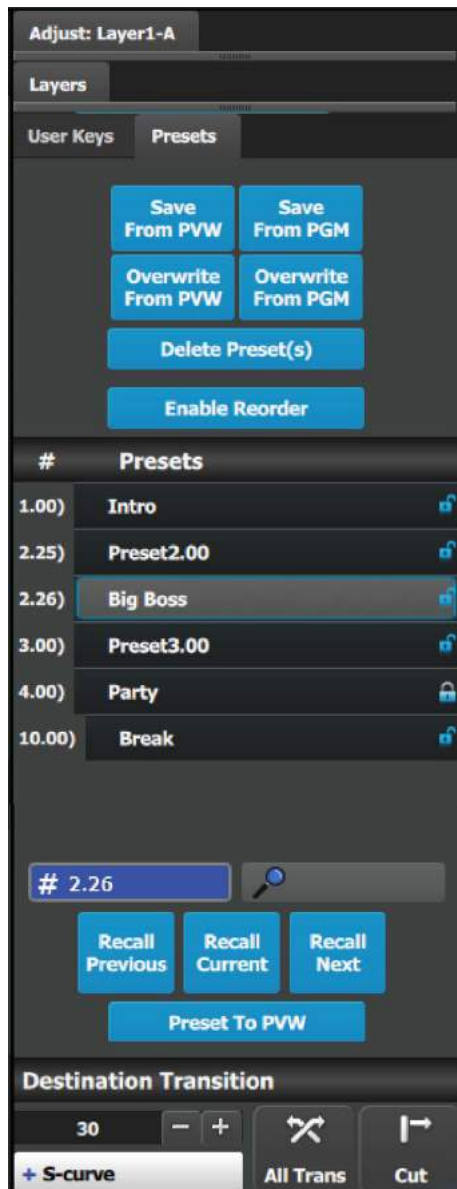 Adjust: Layer1-A
Layers
User Keys Presets
Save From PVW
Save From PGM
Overwrite From PVW
Overwrite From PGM
Delete Preset(s)
Enable Reorder
# Presets
1.00) Intro
2.25) Preset2.00
2.26) Big Boss
3.00) Preset3.00
4.00) Party
10.00) Break
# 2.26
Recall Previous
Recall Current
Recall Next
Preset To PVW
Destination Transition
30 − +
+ S-curve
All Trans
Cut